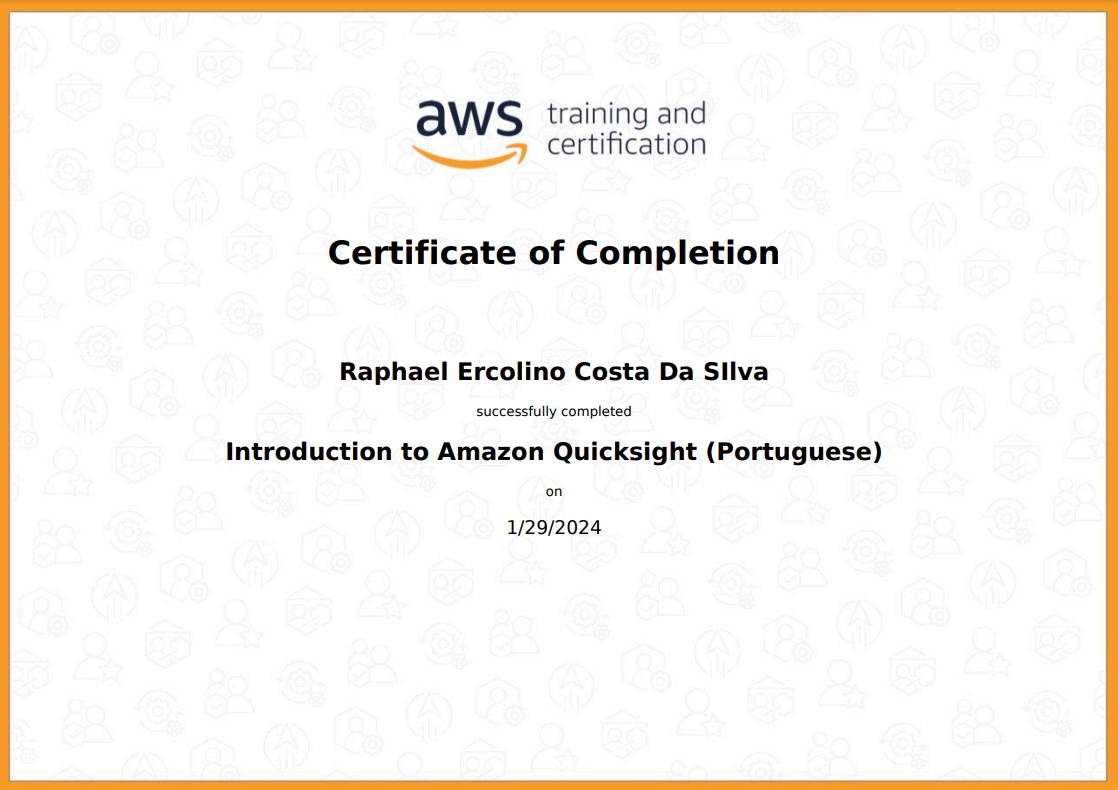 aws training and
certification
Certificate of Completion
Raphael Ercolino Costa Da SIlva
successfully completed
Introduction to Amazon Quicksight (Portuguese)
on
1/29/2024